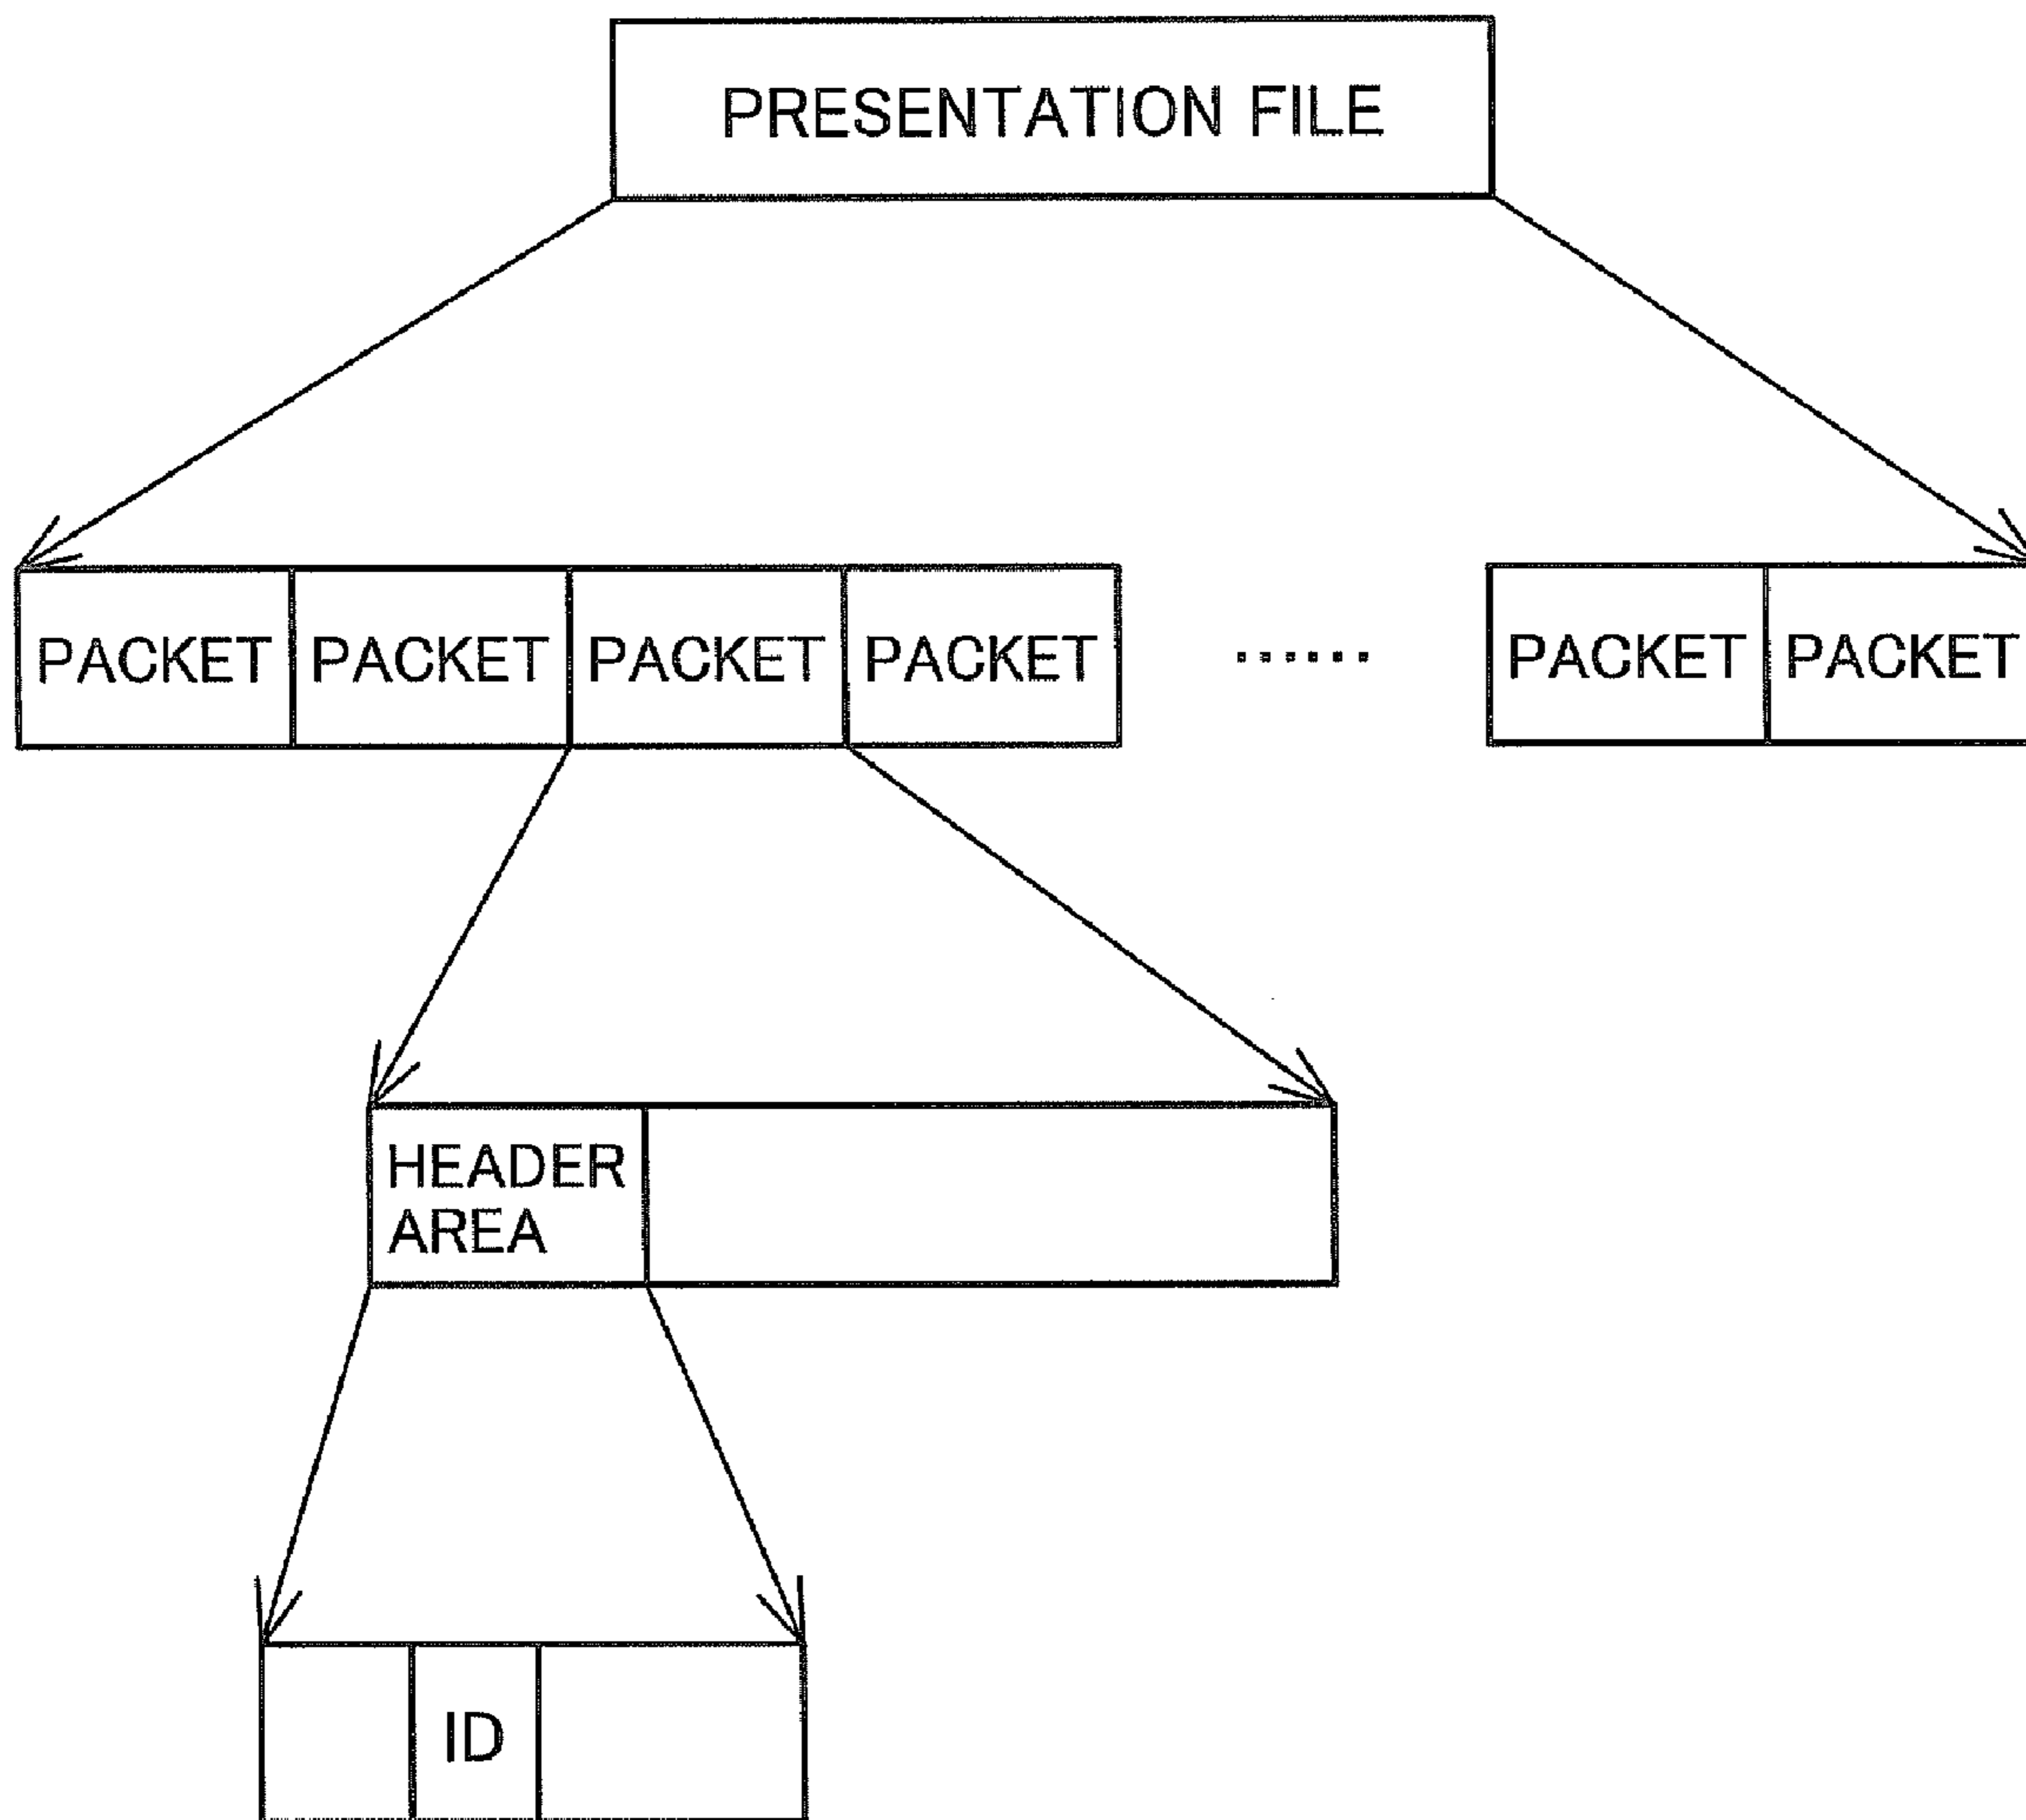 PRESENTATION FILE
PACKET PACKET PACKET PACKET ...... PACKET PACKET
HEADER
AREA
ID